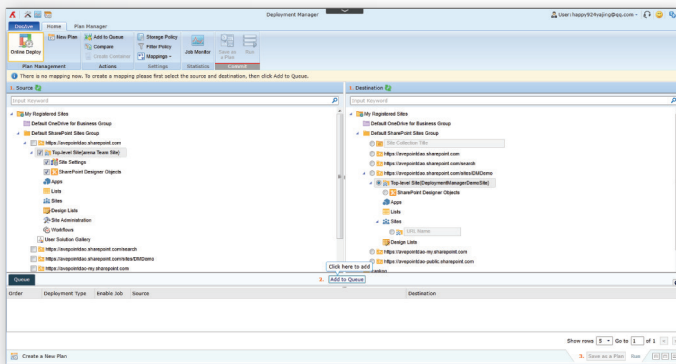 Deployment Manager
User: happy924yajing@qq.com
DocAve Home Plan Manager
Online Deploy
New Plan
Add to Queue
Compare
Create Container
Storage Policy
Filter Policy
Mappings
Job Monitor
Save as a Plan
Run
Plan Management Actions Settings Statistics Commit
There is no mapping now. To create a mapping please first select the source and destination, then click Add to Queue.
1. Source
Input Keyword
My Registered Sites
Default OneDrive for Business Group
Default SharePoint Sites Group
https://avepointdao.sharepoint.com
Top-level Site(arena Team Site)
Site Settings
SharePoint Designer Objects
Apps
Lists
Sites
Design Lists
Site Administration
Workflows
User Solution Gallery
https://avepointdao.sharepoint.com/search
https://avepointdao.sharepoint.com/sites/DMDemo
https://avepointdao-my.sharepoint.com
Destination
Input Keyword
My Registered Sites
Default OneDrive for Business Group
Default SharePoint Sites Group
Site Collection Title
https://avepointdao.sharepoint.com
https://avepointdao.sharepoint.com/search
https://avepointdao.sharepoint.com/sites/DMDemo
Top-level Site(DeploymentManagerDemoSite)
SharePoint Designer Objects
Apps
Lists
Sites
URL Name
Design Lists
https://avepointdao-my.sharepoint.com
https://avepointdao-public.sharepoint.com
Click here to add
Queue
2. Add to Queue
Order Deployment Type Enable Job Source Destination
Show rows 5 Go to 1 of 1
Create a New Plan
3. Save as a Plan Run